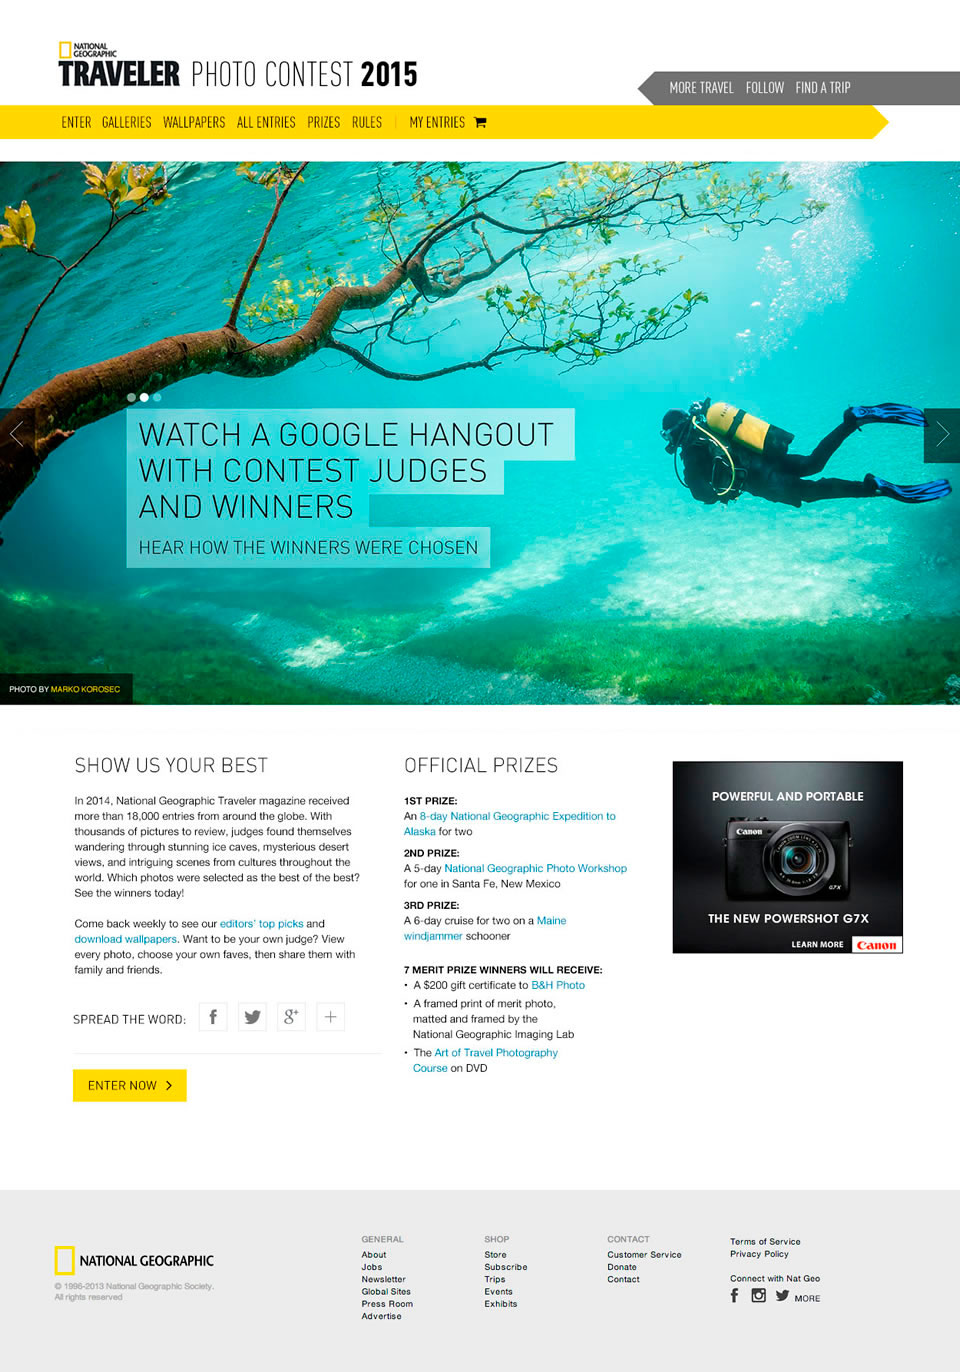 NATIONAL
GEOGRAPHIC
TRAVELER PHOTO CONTEST 2015
MORE TRAVEL FOLLOW FIND A TRIP
ENTER GALLERIES WALLPAPERS ALL ENTRIES PRIZES RULES | MY ENTRIES
WATCH A GOOGLE HANGOUT
WITH CONTEST JUDGES
AND WINNERS
HEAR HOW THE WINNERS WERE CHOSEN
PHOTO BY MARKO KOROSEC
SHOW US YOUR BEST
In 2014, National Geographic Traveler magazine received
more than 18,000 entries from around the globe. With
thousands of pictures to review, judges found themselves
wandering through stunning ice caves, mysterious desert
views, and intriguing scenes from cultures throughout the
world. Which photos were selected as the best of the best?
See the winners today!
Come back weekly to see our editors' top picks and
download wallpapers. Want to be your own judge? View
every photo, choose your own faves, then share them with
family and friends.
SPREAD THE WORD:
ENTER NOW
OFFICIAL PRIZES
1ST PRIZE:
An 8-day National Geographic Expedition to
Alaska for two
2ND PRIZE:
A 5-day National Geographic Photo Workshop
for one in Santa Fe, New Mexico
3RD PRIZE:
A 6-day cruise for two on a Maine
windjammer schooner
7 MERIT PRIZE WINNERS WILL RECEIVE:
• A $200 gift certificate to B&H Photo
• A framed print of merit photo,
matted and framed by the
National Geographic Imaging Lab
• The Art of Travel Photography
Course on DVD
POWERFUL AND PORTABLE
Canon
G7X
THE NEW POWERSHOT G7X
LEARN MORE Canon
NATIONAL GEOGRAPHIC
© 1996-2013 National Geographic Society.
All rights reserved
GENERAL
About
Jobs
Newsletter
Global Sites
Press Room
Advertise
SHOP
Store
Subscribe
Trips
Events
Exhibits
CONTACT
Customer Service
Donate
Contact
Terms of Service
Privacy Policy
Connect with Nat Geo
MORE